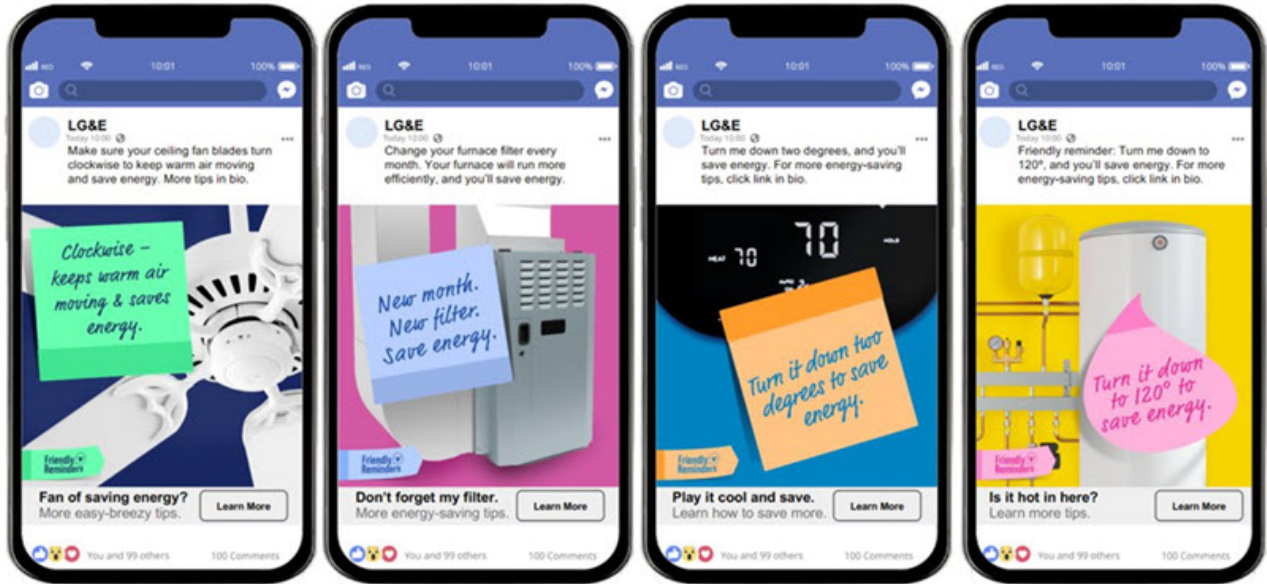 RED 10:01 100%
LG&E
Today 10:00
Make sure your ceiling fan blades turn
clockwise to keep warm air moving
and save energy. More tips in bio.
Clockwise –
keeps warm air
moving & saves
energy.
Friendly
Reminders
Fan of saving energy?
More easy-breezy tips.
Learn More
You and 99 others 100 Comments
RED 10:01 100%
LG&E
Today 10:00
Change your furnace filter every
month. Your furnace will run more
efficiently, and you'll save energy.
New month.
New filter.
Save energy.
Friendly
Reminders
Don't forget my filter.
More energy-saving tips.
Learn More
You and 99 others 100 Comments
RED 10:01 100%
LG&E
Today 10:00
Turn me down two degrees, and you'll
save energy. For more energy-saving
tips, click link in bio.
70
HEAT 70
HOLD
Turn it down two
degrees to save
energy.
Friendly
Reminders
Play it cool and save.
Learn how to save more.
Learn More
You and 99 others 100 Comments
RED 10:01 100%
LG&E
Today 10:00
Friendly reminder: Turn me down to
120º, and you'll save energy. For more
energy-saving tips, click link in bio.
Turn it down
to 120° to
save energy.
Friendly
Reminders
Is it hot in here?
Learn more tips.
Learn More
You and 99 others 100 Comments